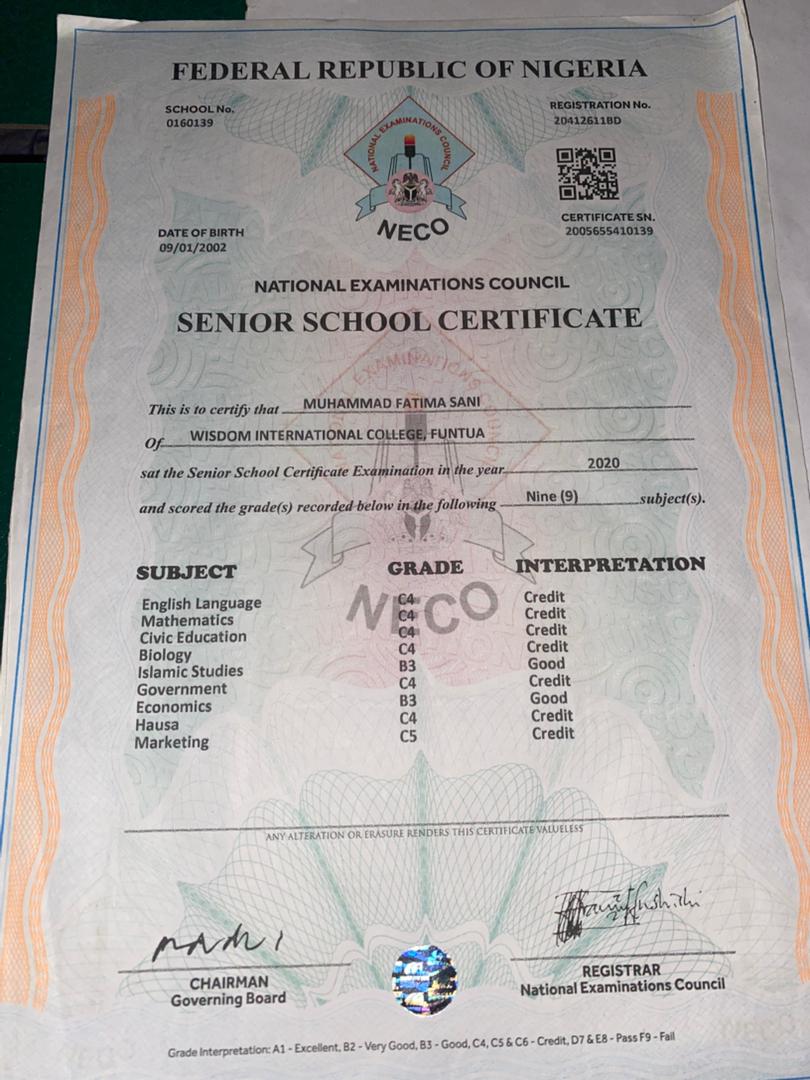 FEDERAL REPUBLIC OF NIGERIA
SCHOOL No.
0160139
REGISTRATION No.
20412611BD
NATIONAL EXAMINATIONS COUNCIL
NECO
CERTIFICATE SN.
2005655410139
DATE OF BIRTH
09/01/2002
NATIONAL EXAMINATIONS COUNCIL
SENIOR SCHOOL CERTIFICATE
This is to certify that MUHAMMAD FATIMA SANI
Of WISDOM INTERNATIONAL COLLEGE, FUNTUA
sat the Senior School Certificate Examination in the year 2020
and scored the grade(s) recorded below in the following Nine (9) subject(s).
SUBJECT GRADE INTERPRETATION
English Language C4 Credit
Mathematics C4 Credit
Civic Education C4 Credit
Biology C4 Credit
Islamic Studies B3 Good
Government C4 Credit
Economics B3 Good
Hausa C4 Credit
Marketing C5 Credit
NECO
ANY ALTERATION OR ERASURE RENDERS THIS CERTIFICATE VALUELESS
CHAIRMAN
Governing Board
REGISTRAR
National Examinations Council
Grade Interpretation: A1 - Excellent, B2 - Very Good, B3 - Good, C4, C5 & C6 - Credit, D7 & E8 - Pass F9 - Fail